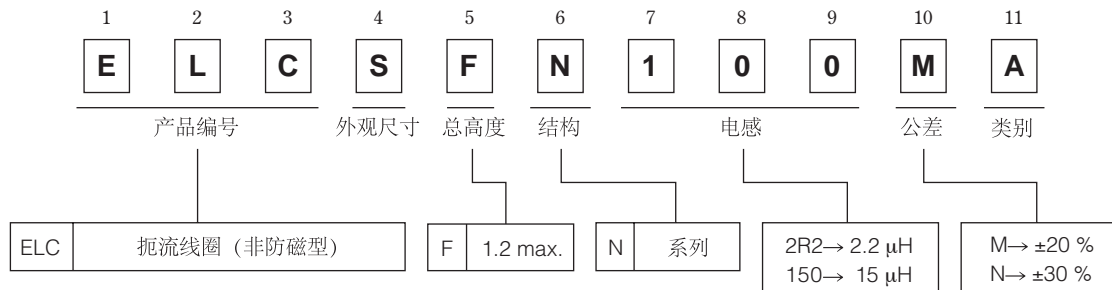 1 2 3 4 5 6 7 8 9 10 11
E L C S F N 1 0 0 M A
产品编号 外观尺寸 总高度 结构 电感 公差 类别
ELC 扼流线圈 (非防磁型) F 1.2 max. N 系列 2R2→ 2.2 μH M→ ±20 %
150→ 15 μH N→ ±30 %